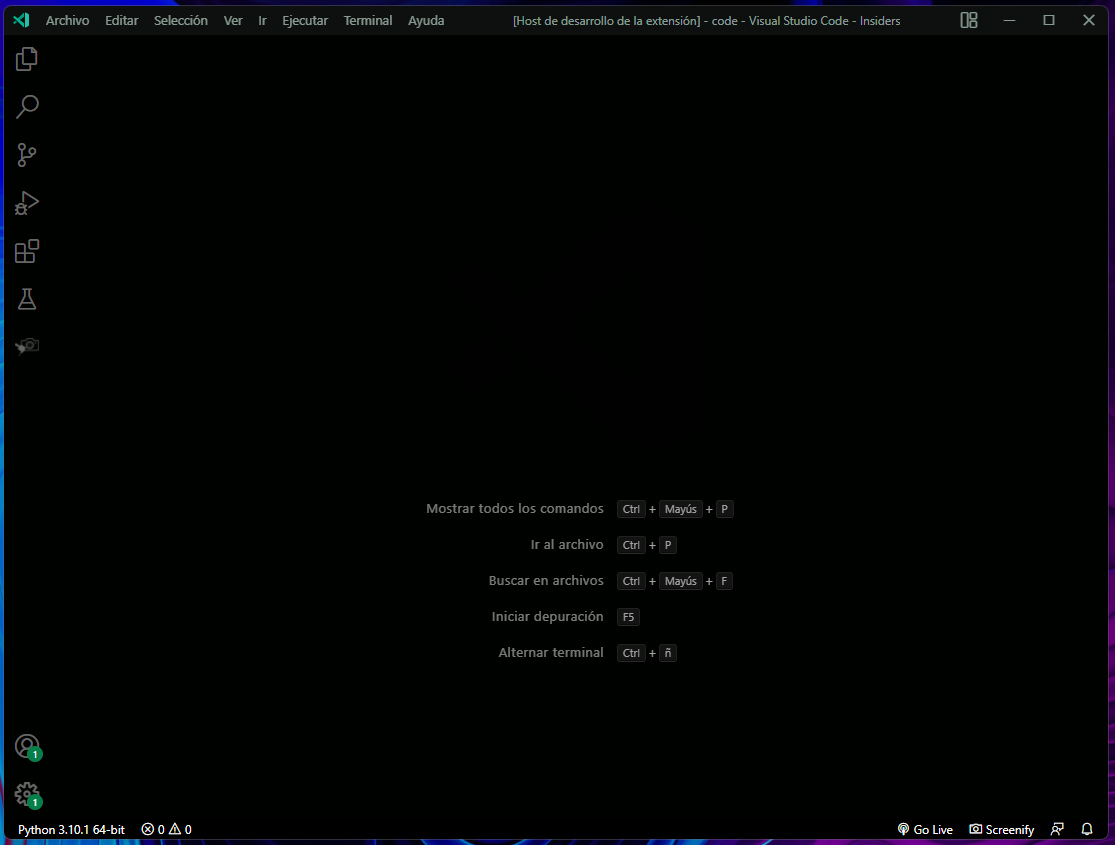 Archivo Editar Selección Ver Ir Ejecutar Terminal Ayuda [Host de desarrollo de la extensión] - code - Visual Studio Code - Insiders
Mostrar todos los comandos Ctrl + Mayús + P
Ir al archivo Ctrl + P
Buscar en archivos Ctrl + Mayús + F
Iniciar depuración F5
Alternar terminal Ctrl + ñ
1
1
Python 3.10.1 64-bit 0 0 Go Live Screenify